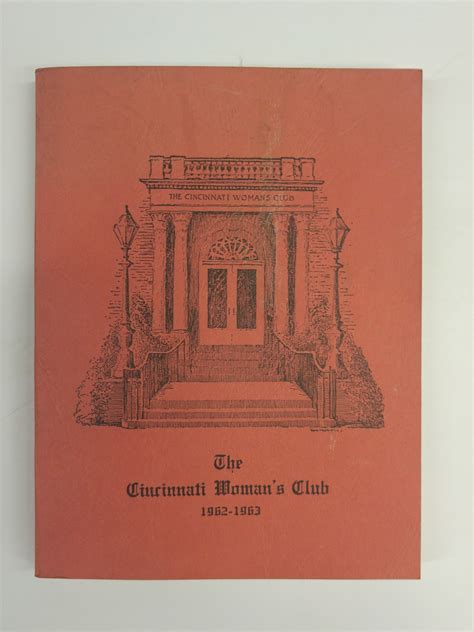 THE CINCINNATI WOMAN'S CLUB
The
Cincinnati Woman's Club
1962-1963